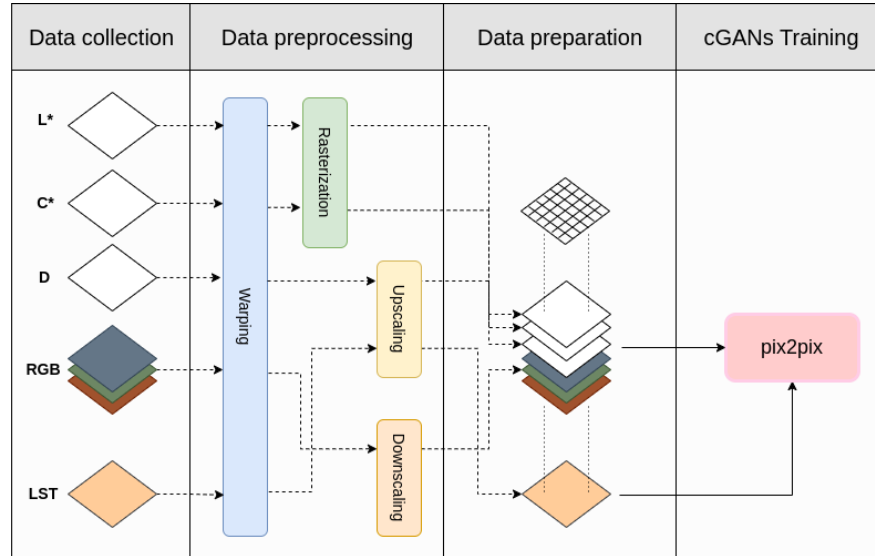 Data collection
Data preprocessing
Data preparation
cGANs Training
L*
C*
D
RGB
LST
Warping
Rasterization
Upscaling
Downscaling
pix2pix